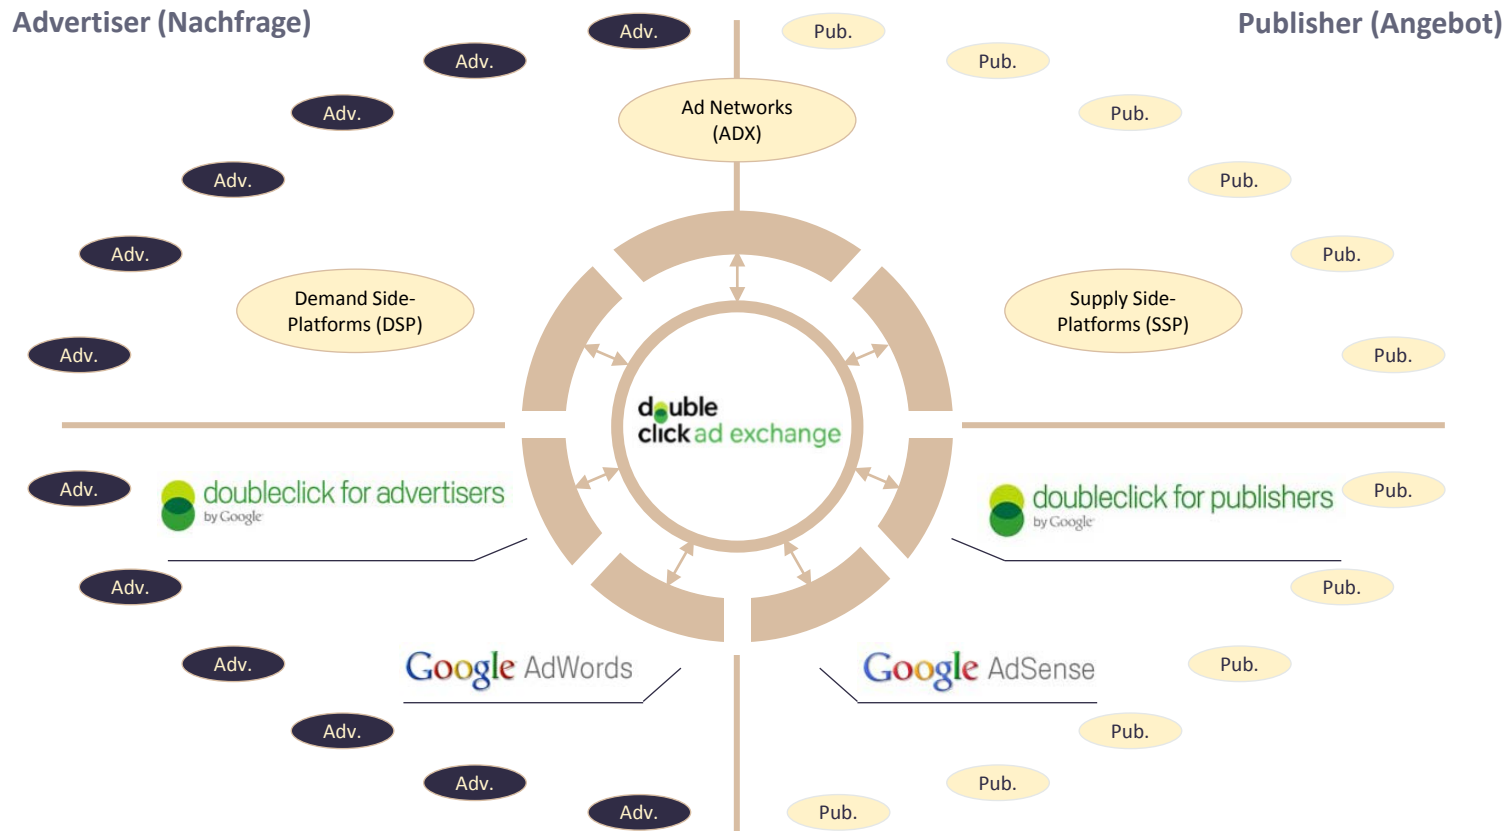 Advertiser (Nachfrage)
Publisher (Angebot)
Adv.
Pub.
Adv.
Pub.
Adv.
Pub.
Ad Networks
(ADX)
Adv.
Pub.
Adv.
Pub.
Demand Side-
Platforms (DSP)
Supply Side-
Platforms (SSP)
Adv.
Pub.
double
click ad exchange
Adv.
doubleclick for advertisers
by Google
doubleclick for publishers
by Google
Pub.
Adv.
Pub.
Adv.
Google AdWords
Google AdSense
Pub.
Adv.
Pub.
Adv.
Pub.
Adv.
Pub.